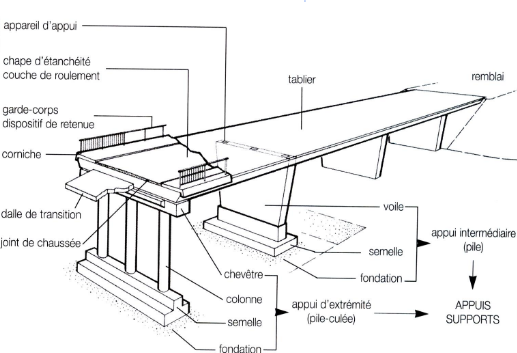 appareil d'appui
chape d'étanchéité
couche de roulement
tablier
remblai
garde-corps
dispositif de retenue
corniche
dalle de transition
joint de chaussée
voile
semelle
fondation
appui intermédiaire
(pile)
chevêtre
colonne
semelle
fondation
appui d'extrémité
(pile-culée)
APPUIS
SUPPORTS